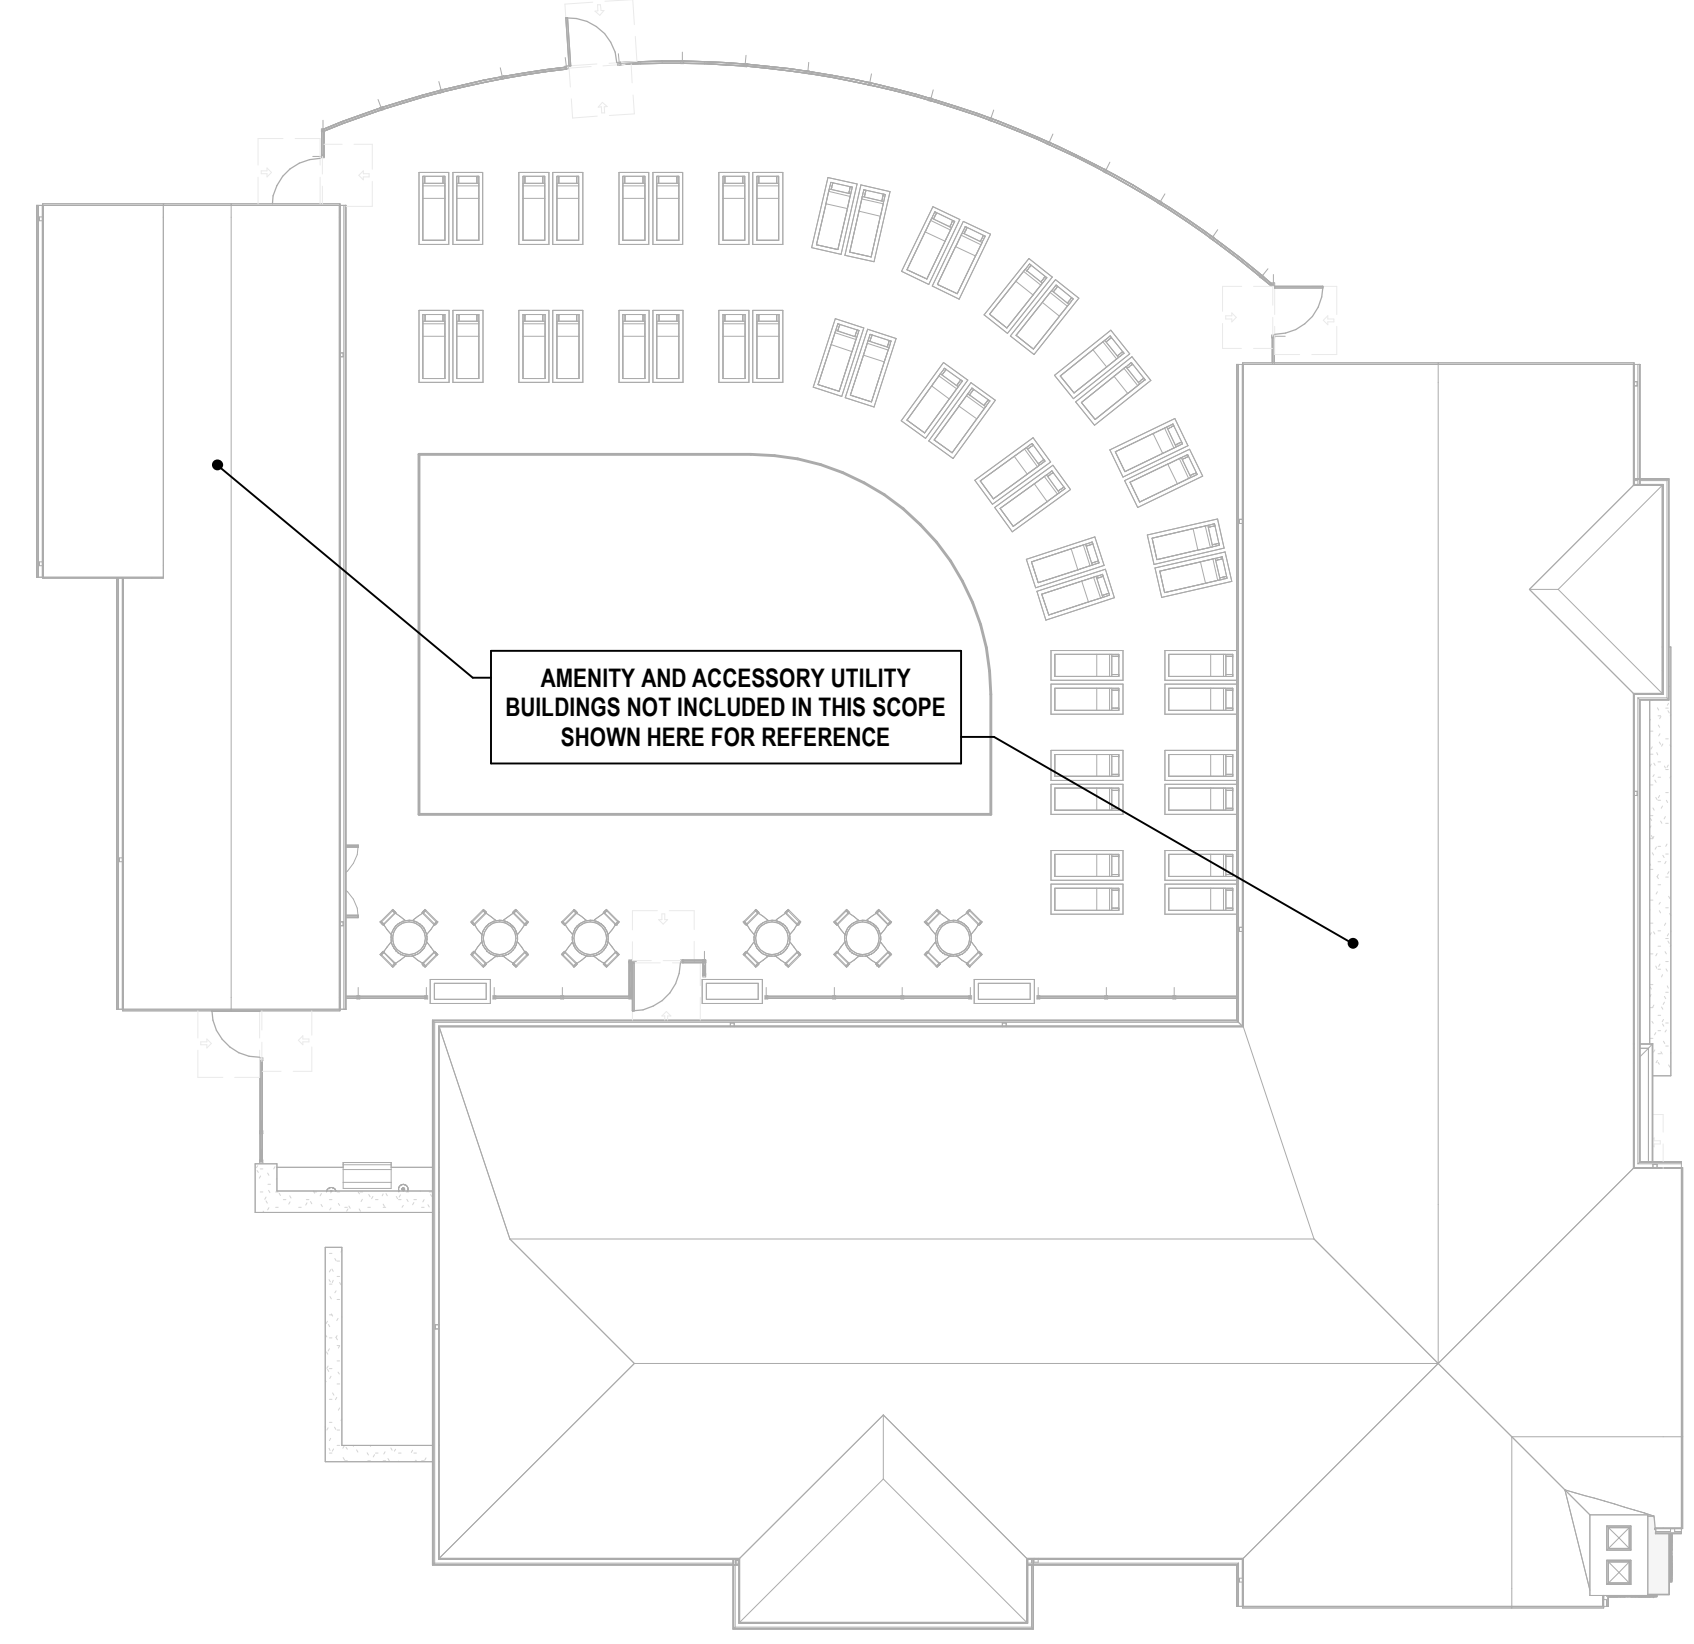 AMENITY AND ACCESSORY UTILITY
BUILDINGS NOT INCLUDED IN THIS SCOPE
SHOWN HERE FOR REFERENCE